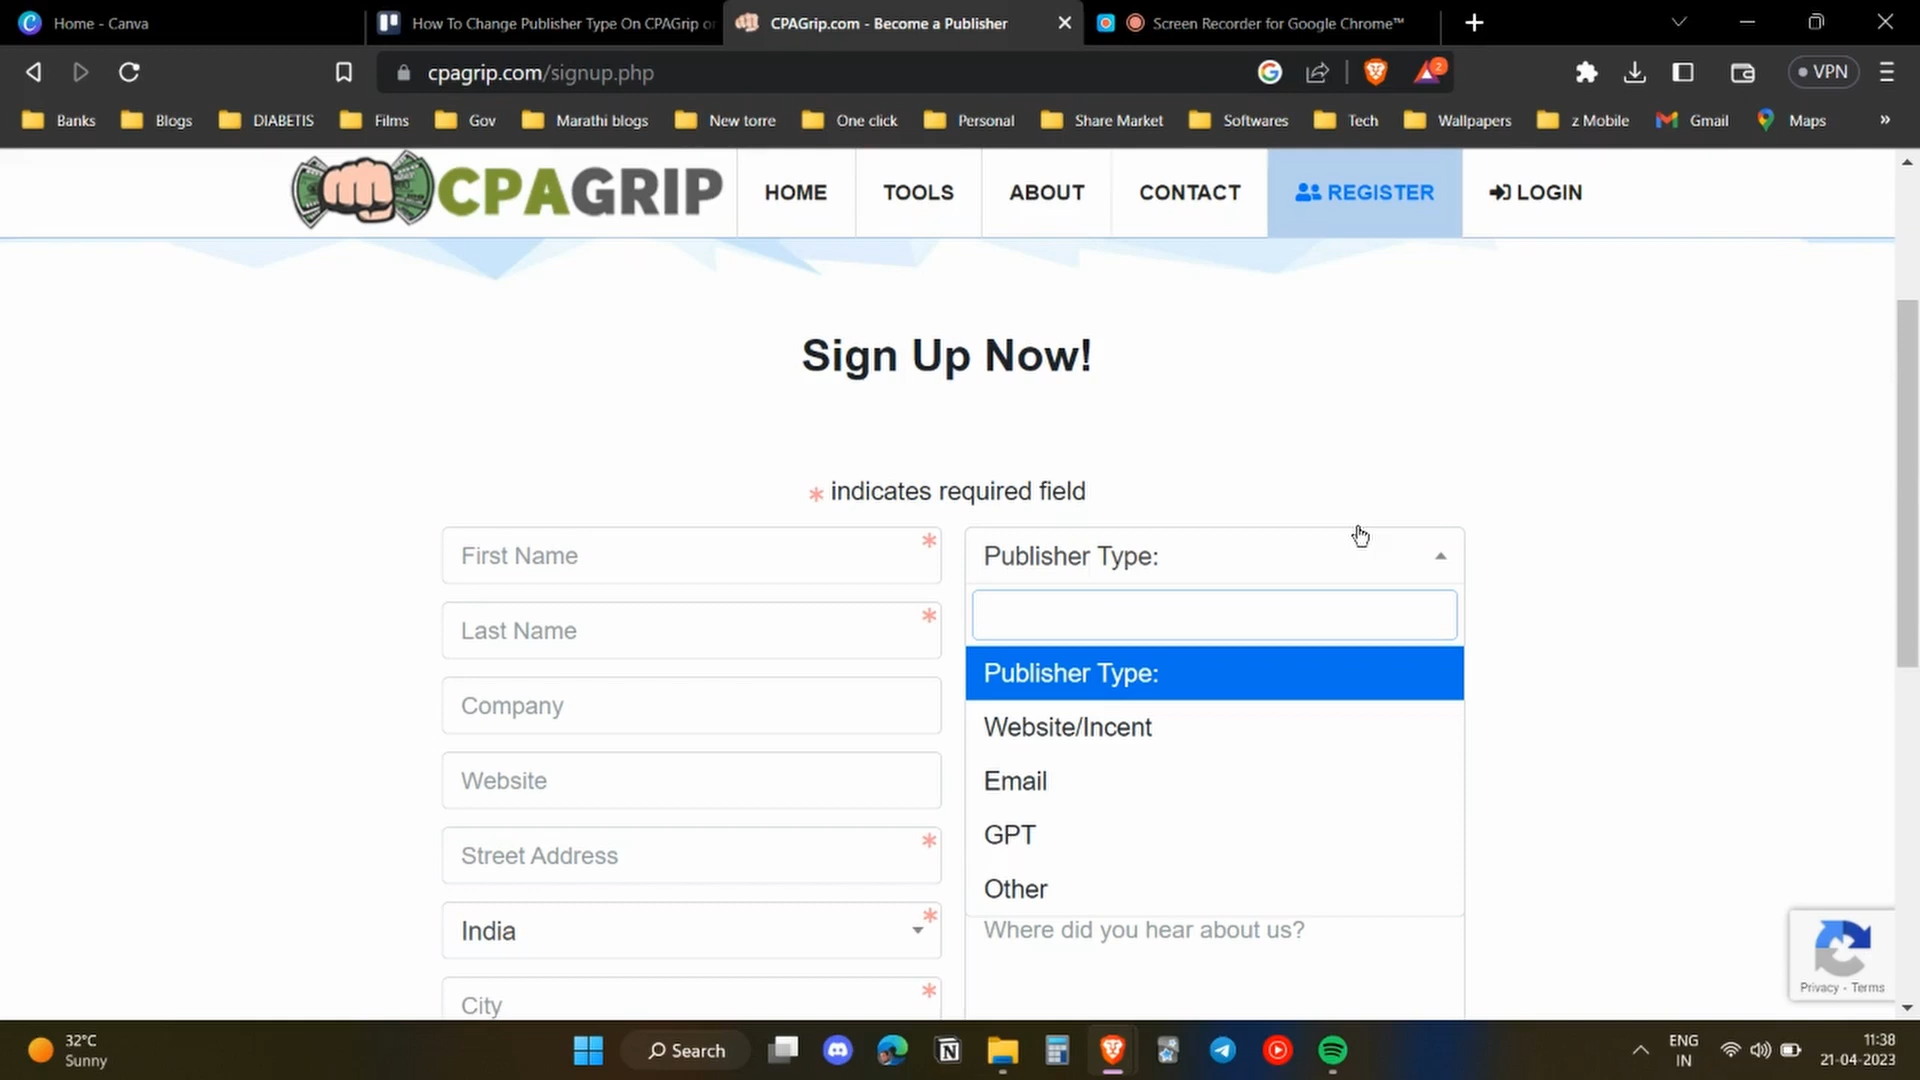 Home - Canva
How To Change Publisher Type On CPAGrip or
CPAGrip.com - Become a Publisher
Screen Recorder for Google Chrome™
cpagrip.com/signup.php
2
VPN
Banks
Blogs
DIABETIS
Films
Gov
Marathi blogs
New torre
One click
Personal
Share Market
Softwares
Tech
Wallpapers
z Mobile
Gmail
Maps
»
CPAGRIP
HOME
TOOLS
ABOUT
CONTACT
REGISTER
LOGIN
Sign Up Now!
* indicates required field
First Name *
Publisher Type:
Last Name *
Publisher Type:
Company
Website/Incent
Website
Email
GPT
Street Address *
Other
India *
Where did you hear about us?
City *
Privacy - Terms
32°C
Sunny
Search
ENG
IN
11:38
21-04-2023